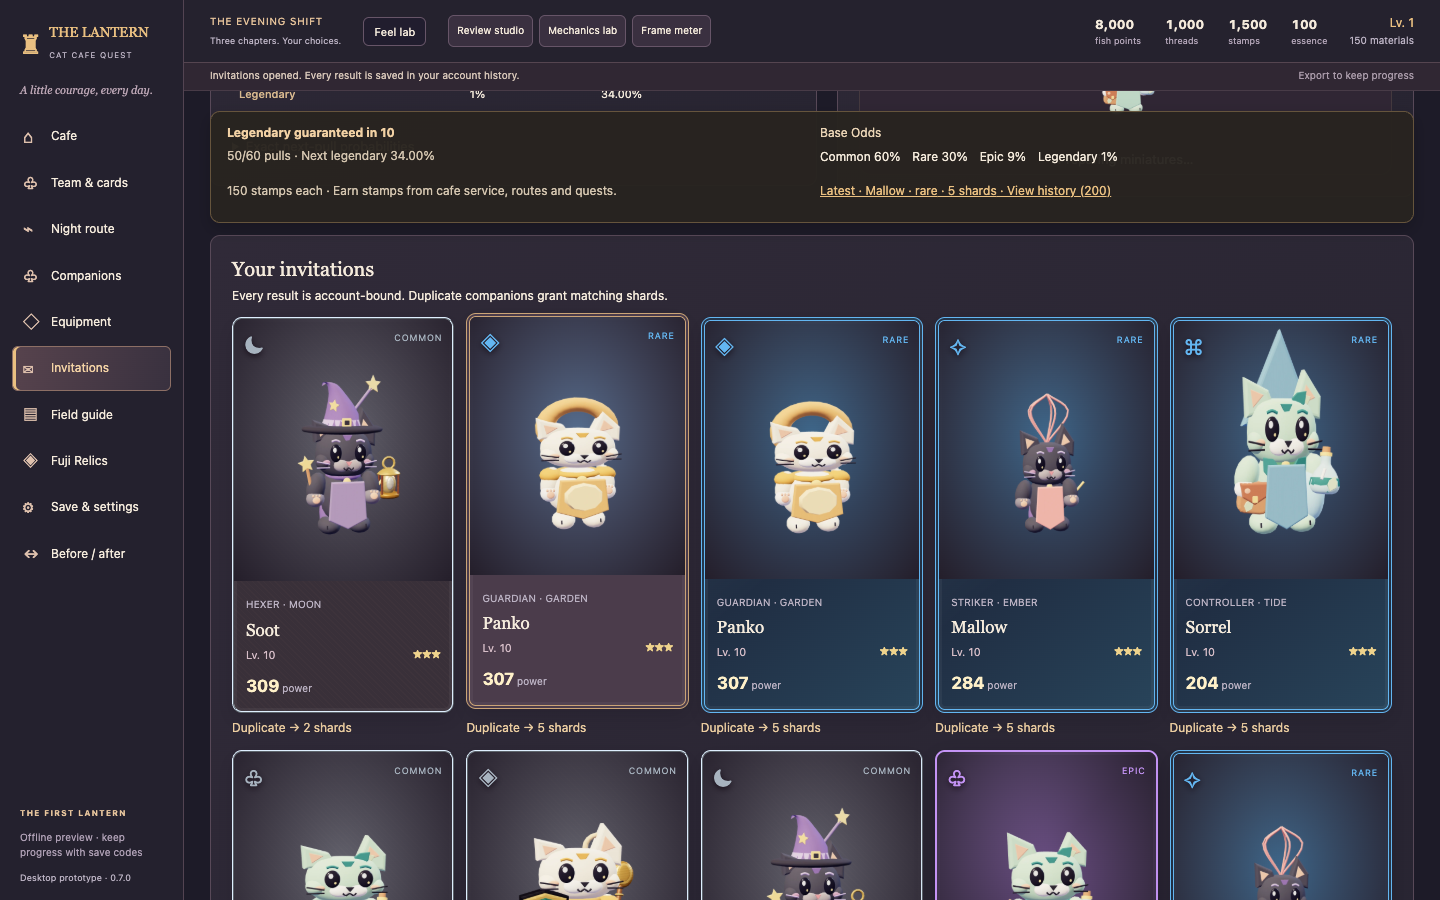 THE LANTERN
CAT CAFE QUEST
A little courage, every day.
Cafe
Team & cards
Night route
Companions
Equipment
Invitations
Field guide
Fuji Relics
Save & settings
Before / after
THE FIRST LANTERN
Offline preview · keep
progress with save codes
Desktop prototype · 0.7.0
THE EVENING SHIFT
Three chapters. Your choices.
Feel lab
Review studio
Mechanics lab
Frame meter
8,000
fish points
1,000
threads
1,500
stamps
100
essence
Lv. 1
150 materials
Invitations opened. Every result is saved in your account history.
Export to keep progress
Legendary 1% 34.00%
Legendary guaranteed in 10
50/60 pulls · Next legendary 34.00%
150 stamps each · Earn stamps from cafe service, routes and quests.
Base Odds
Common 60% Rare 30% Epic 9% Legendary 1%
miniatures...
Latest · Mallow · rare · 5 shards · View history (200)
Your invitations
Every result is account-bound. Duplicate companions grant matching shards.
COMMON
HEXER · MOON
Soot
Lv. 10
309 power
Duplicate → 2 shards
RARE
GUARDIAN · GARDEN
Panko
Lv. 10
307 power
Duplicate → 5 shards
RARE
GUARDIAN · GARDEN
Panko
Lv. 10
307 power
Duplicate → 5 shards
RARE
STRIKER · EMBER
Mallow
Lv. 10
284 power
Duplicate → 5 shards
RARE
CONTROLLER · TIDE
Sorrel
Lv. 10
204 power
Duplicate → 5 shards
COMMON
COMMON
COMMON
EPIC
RARE